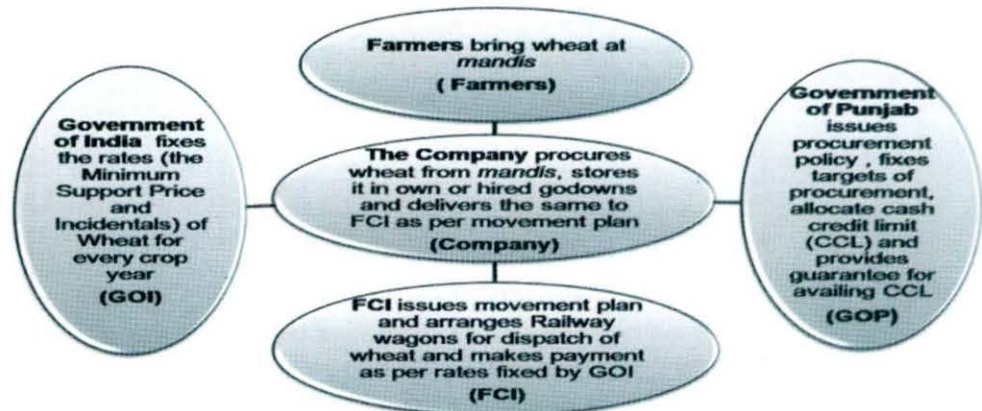 Farmers bring wheat at
mandis
( Farmers)
Government
of India fixes
the rates (the
Minimum
Support Price
and
Incidentals) of
Wheat for
every crop
year
(GOI)
The Company procures
wheat from mandis, stores
it in own or hired godowns
and delivers the same to
FCI as per movement plan
(Company)
Government
of Punjab
issues
procurement
policy , fixes
targets of
procurement,
allocate cash
credit limit
(CCL) and
provides
guarantee for
availing CCL
(GOP)
FCI issues movement plan
and arranges Railway
wagons for dispatch of
wheat and makes payment
as per rates fixed by GOI
(FCI)